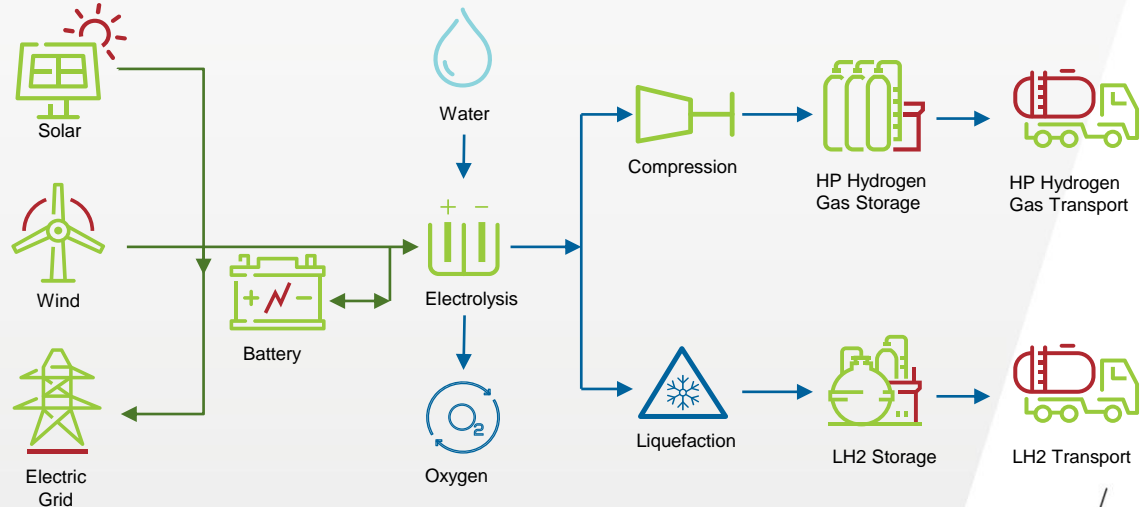 Solar
Water
Compression
HP Hydrogen
Gas Storage
HP Hydrogen
Gas Transport
+ −
Wind
Electrolysis
+ −
Battery
O2
Oxygen
Liquefaction
LH2 Storage
LH2 Transport
Electric
Grid
/